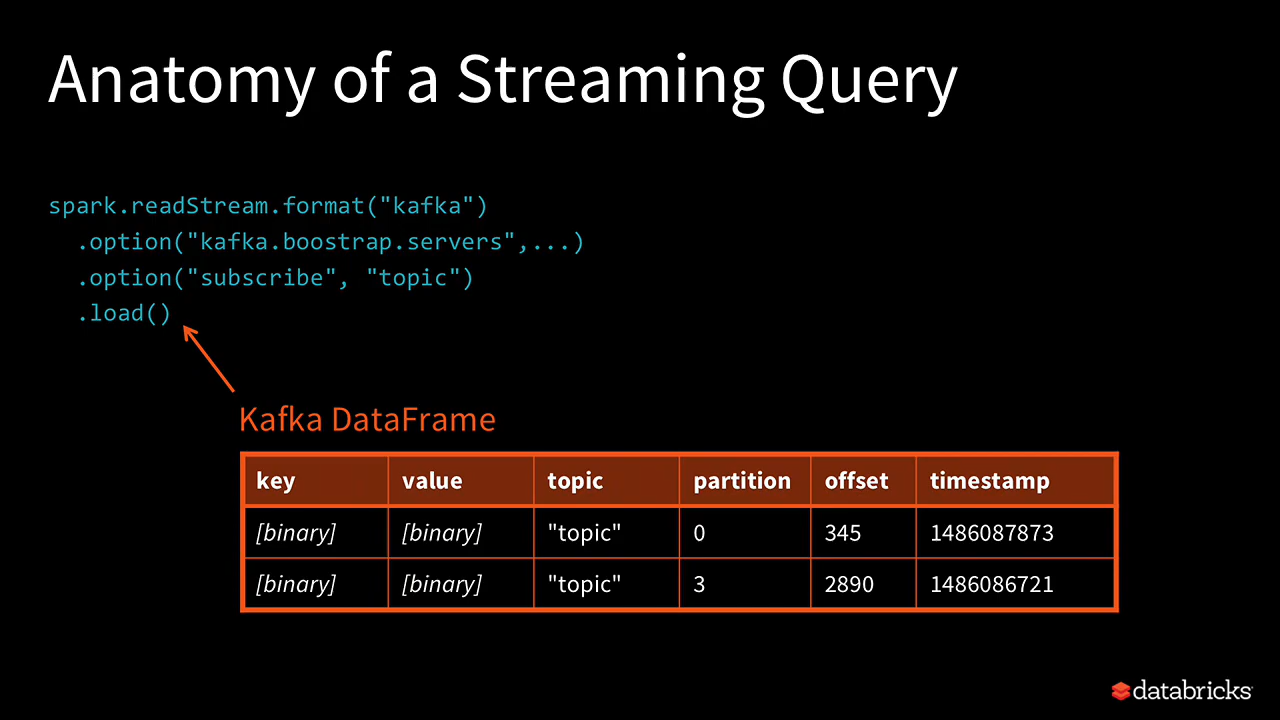 Anatomy of a Streaming Query
spark.readStream.format("kafka")
.option("kafka.boostrap.servers",...)
.option("subscribe", "topic")
.load()
Kafka DataFrame
key value topic partition offset timestamp
[binary] [binary] "topic" 0 345 1486087873
[binary] [binary] "topic" 3 2890 1486086721
databricks